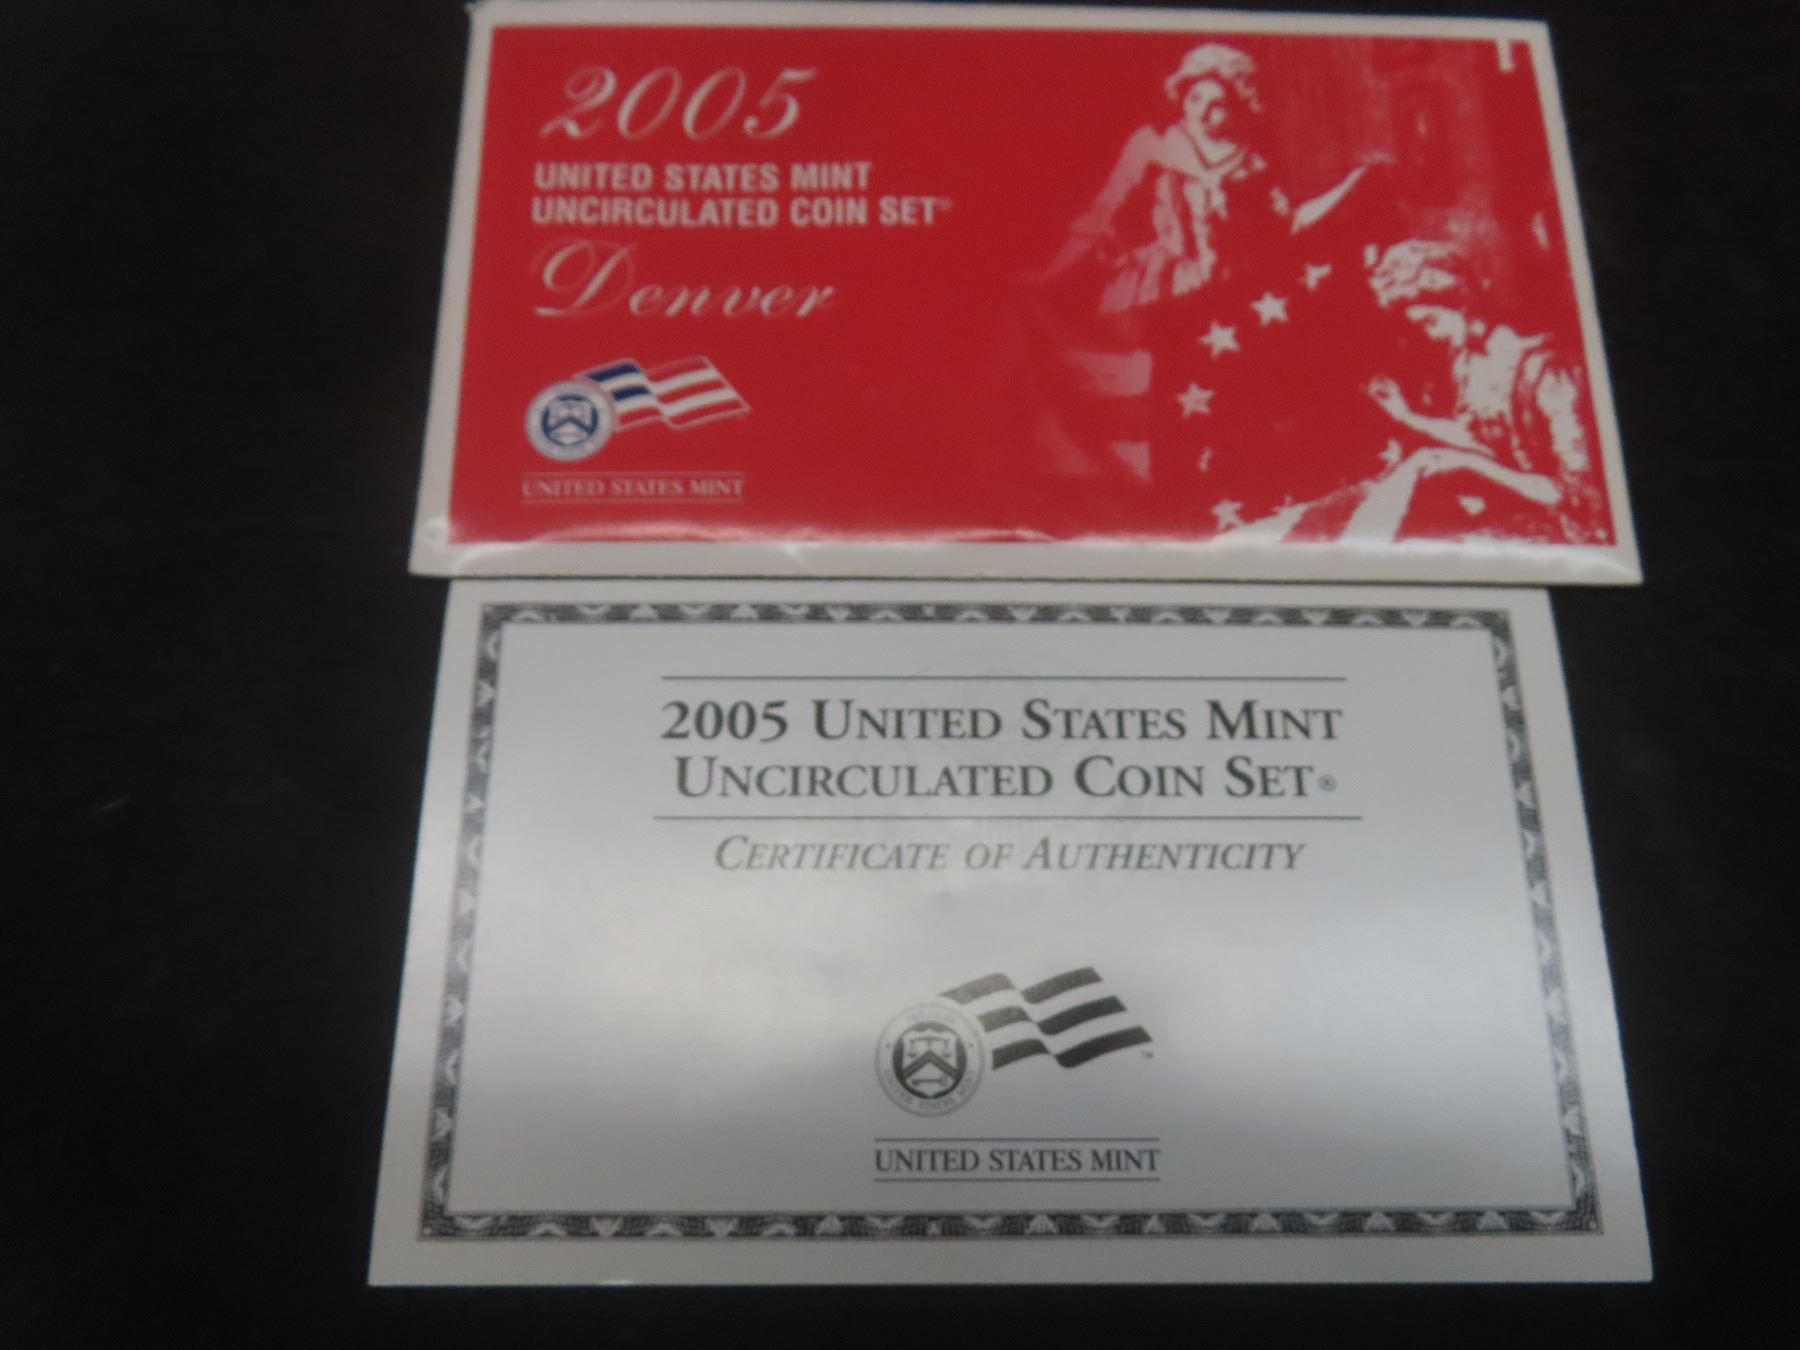 2005
UNITED STATES MINT
UNCIRCULATED COIN SET®
Denver
UNITED STATES MINT
2005 UNITED STATES MINT
UNCIRCULATED COIN SET®
CERTIFICATE OF AUTHENTICITY
™
UNITED STATES MINT